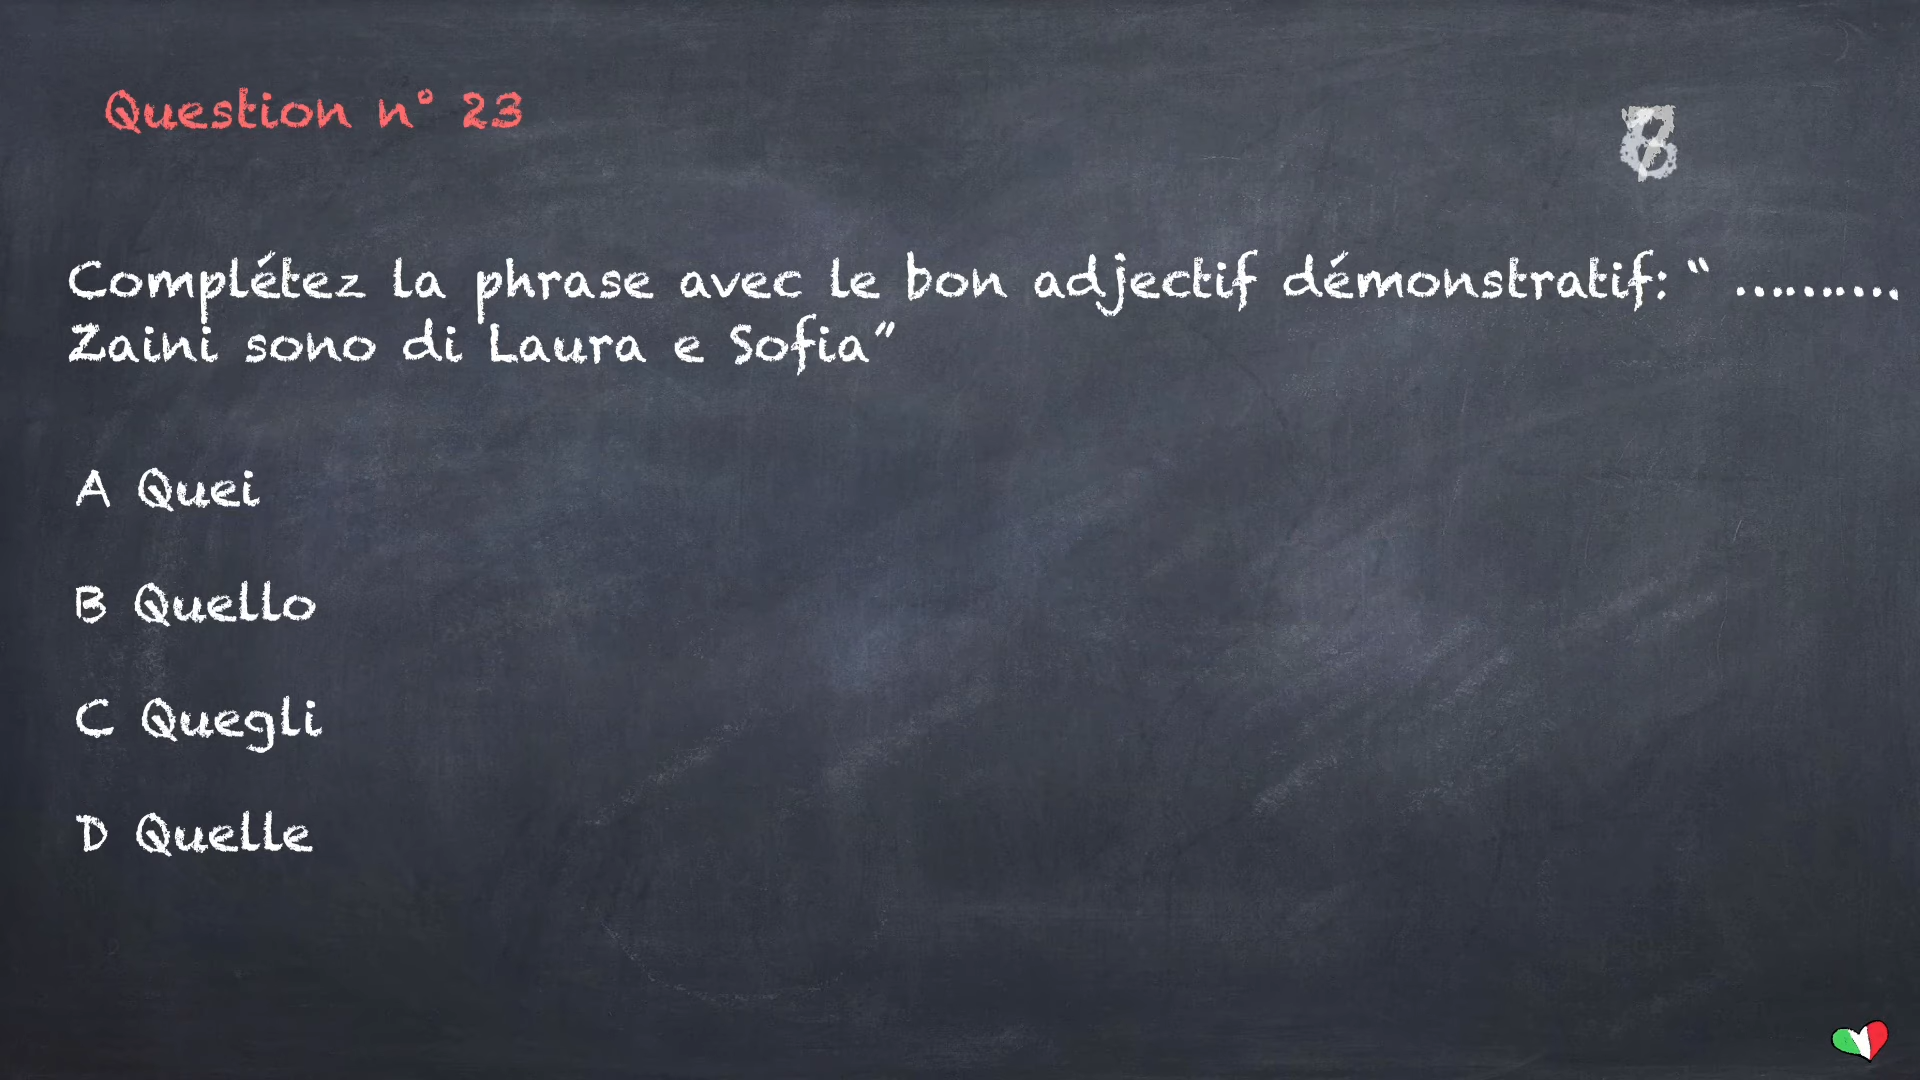 Question n° 23
Complétez la phrase avec le bon adjectif démonstratif: “ ..........
Zaini sono di Laura e Sofia”
A Quei
B Quello
C Quegli
D Quelle